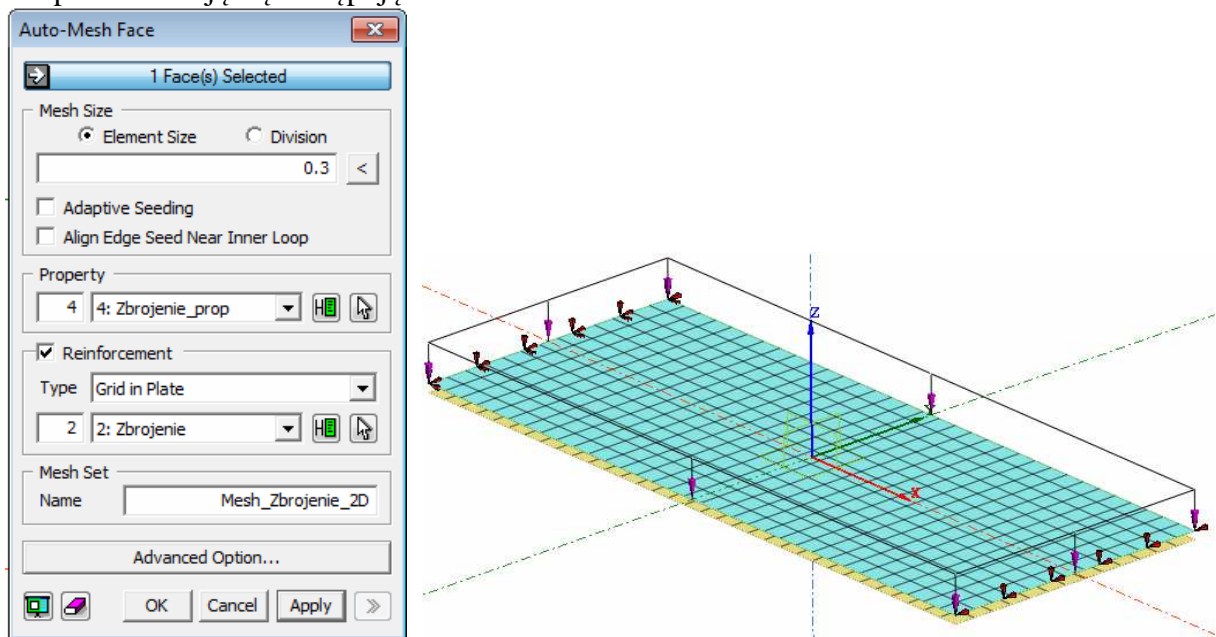 Auto-Mesh Face
1 Face(s) Selected
Mesh Size
Element Size Division
0.3 <
Adaptive Seeding
Align Edge Seed Near Inner Loop
Property
4 4: Zbrojenie_prop
Reinforcement
Type Grid in Plate
2 2: Zbrojenie
Mesh Set
Name Mesh_Zbrojenie_2D
Advanced Option...
OK Cancel Apply >>
Z
Y
X